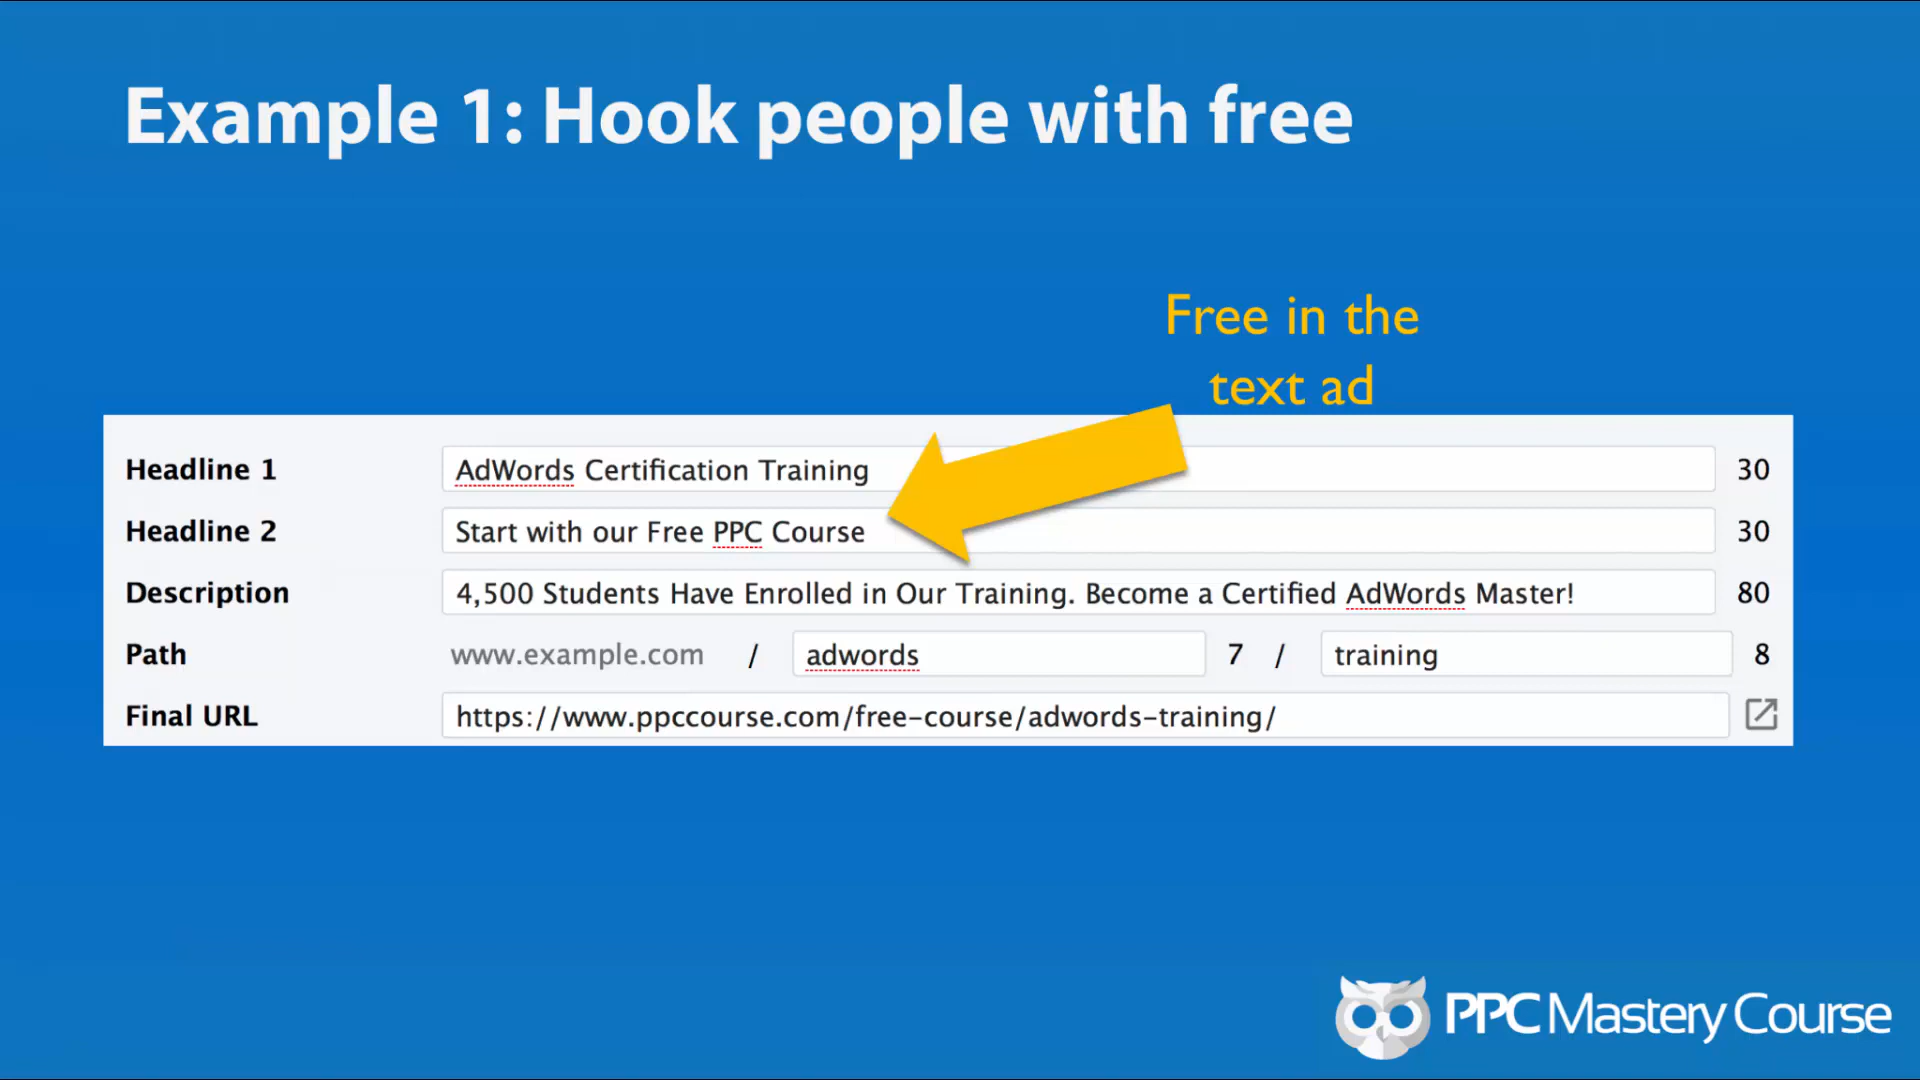 Example 1: Hook people with free
Free in the
text ad
Headline 1 AdWords Certification Training 30
Headline 2 Start with our Free PPC Course 30
Description 4,500 Students Have Enrolled in Our Training. Become a Certified AdWords Master! 80
Path www.example.com / adwords 7 / training 8
Final URL https://www.ppccourse.com/free-course/adwords-training/
PPC Mastery Course